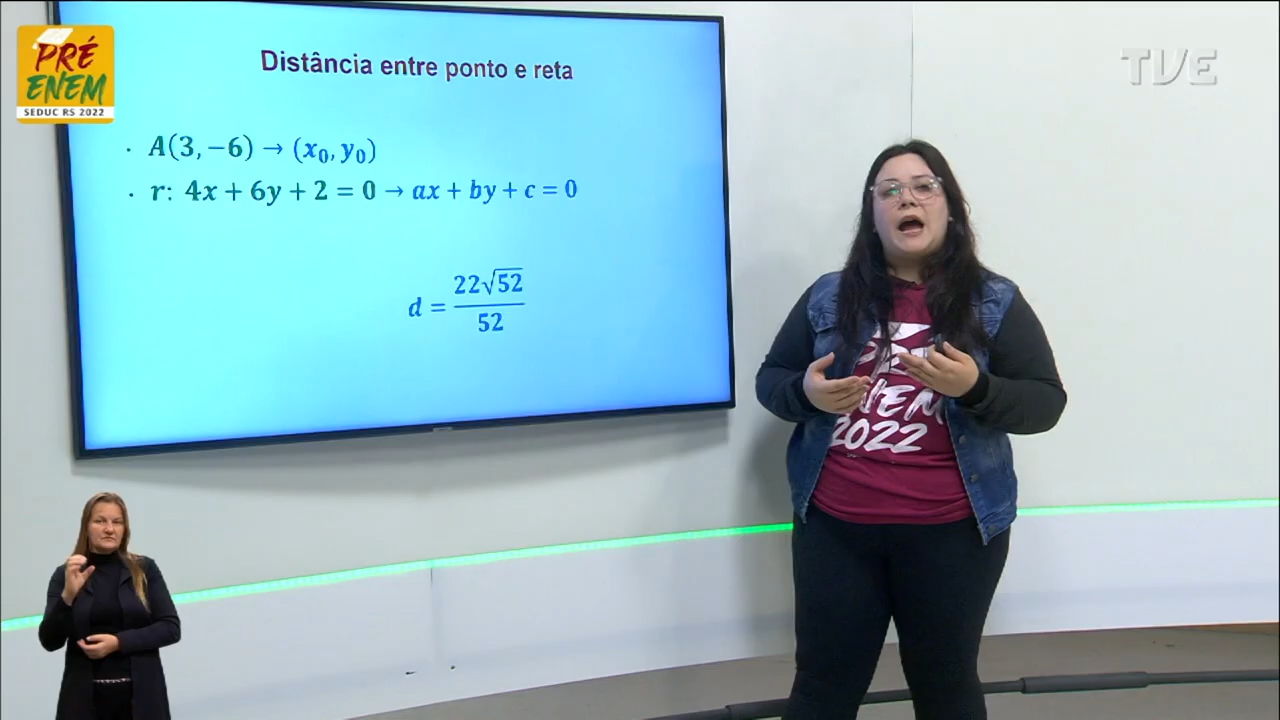 PRÉ
ENEM
SEDUC RS 2022
TVE
Distância entre ponto e reta
· A(3, −6) → (x₀, y₀)
· r: 4x + 6y + 2 = 0 → ax + by + c = 0
d = 22√52 / 52
ENEM
2022